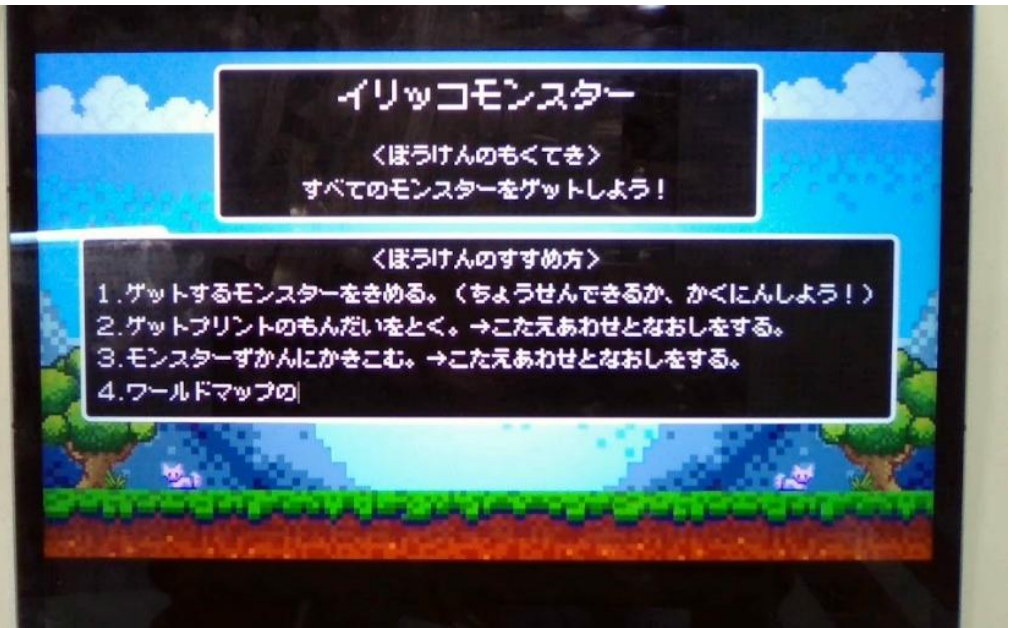 イリッコモンスター
＜ぼうけんのもくてき＞
すべてのモンスターをゲットしよう！
＜ぼうけんのすすめ方＞
1.ゲットするモンスターをきめる。（ちょうせんできるか、かくにんしよう！）
2.ゲットプリントのもんだいをとく。→こたえあわせとなおしをする。
3.モンスターずかんにかきこむ。→こたえあわせとなおしをする。
4.ワールドマップの